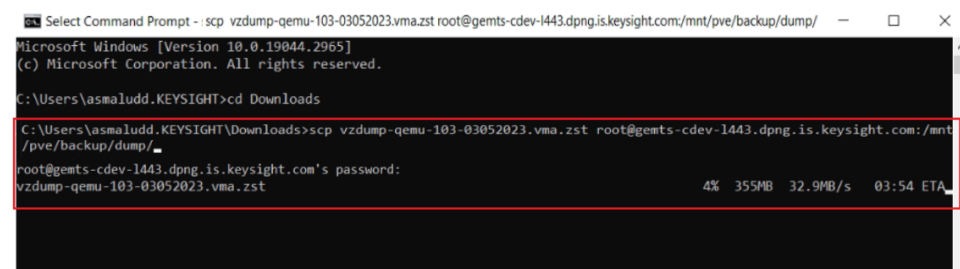 Select Command Prompt - scp vzdump-qemu-103-03052023.vma.zst root@gemts-cdev-l443.dpng.is.keysight.com:/mnt/pve/backup/dump/
Microsoft Windows [Version 10.0.19044.2965]
(c) Microsoft Corporation. All rights reserved.
C:\Users\asmaludd.KEYSIGHT>cd Downloads
C:\Users\asmaludd.KEYSIGHT\Downloads>scp vzdump-qemu-103-03052023.vma.zst root@gemts-cdev-l443.dpng.is.keysight.com:/mnt
/pve/backup/dump/
root@gemts-cdev-l443.dpng.is.keysight.com's password:
vzdump-qemu-103-03052023.vma.zst 4% 355MB 32.9MB/s 03:54 ETA